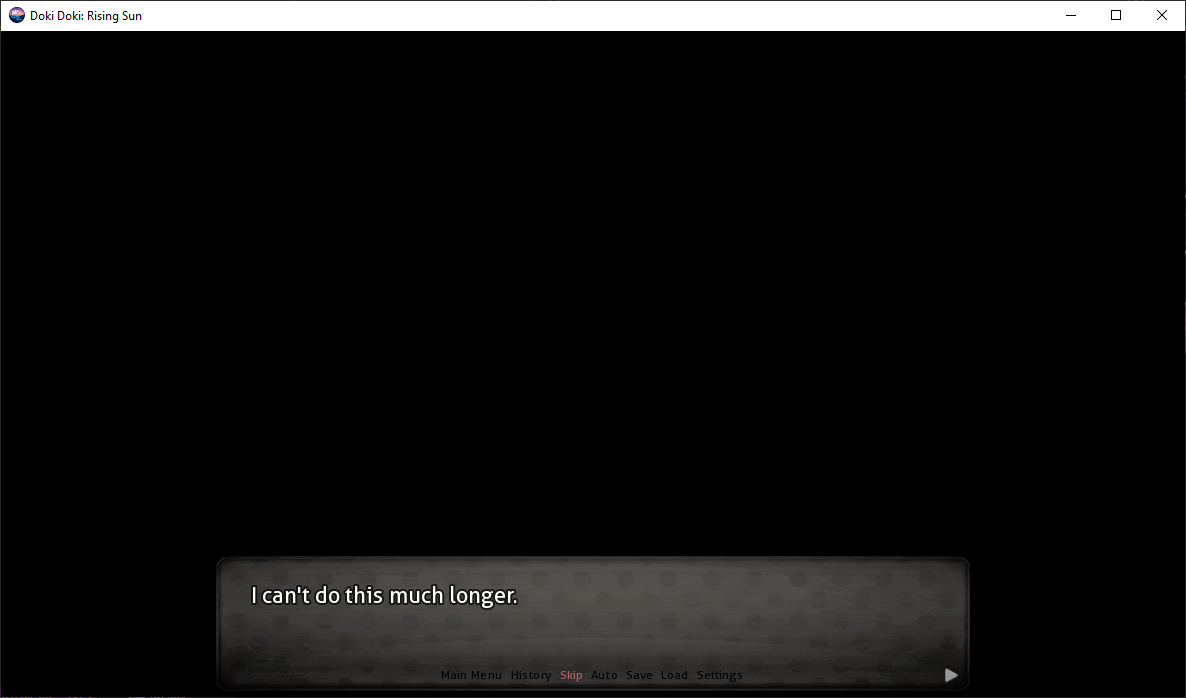 Doki Doki: Rising Sun
I can't do this much longer.
Main Menu History Skip Auto Save Load Settings